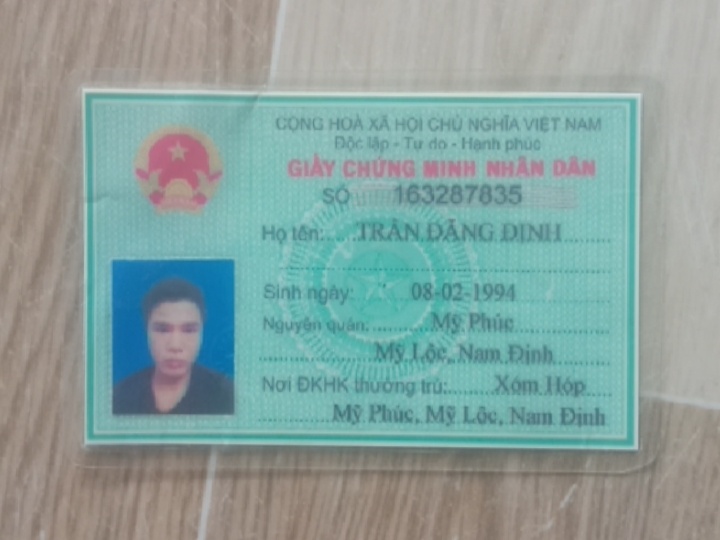 CỘNG HOÀ XÃ HỘI CHỦ NGHĨA VIỆT NAM
Độc lập - Tự do - Hạnh phúc
GIẤY CHỨNG MINH NHÂN DÂN
SỐ 163287835
Họ tên: TRẦN ĐĂNG ĐỊNH
Sinh ngày: 08-02-1994
Nguyên quán: Mỹ Phúc
Mỹ Lộc, Nam Định
Nơi ĐKHK thường trú: Xóm Hóp
Mỹ Phúc, Mỹ Lộc, Nam Định